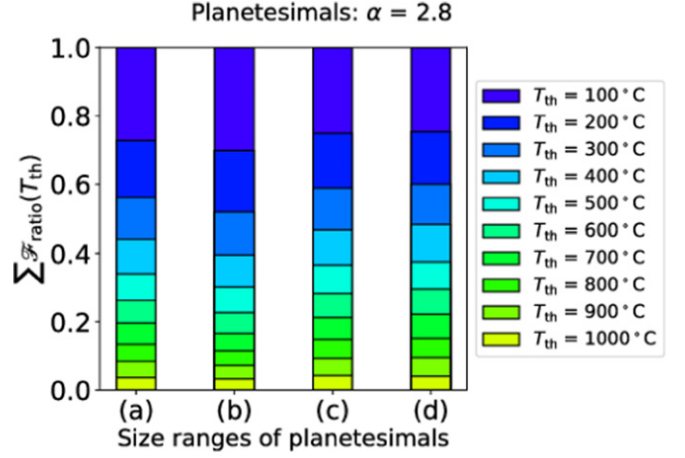 Planetesimals: α = 2.8
∑ℱratio(Tth)
1.0
0.8
0.6
0.4
0.2
0.0
(a) (b) (c) (d)
Size ranges of planetesimals
Tth = 100°C
Tth = 200°C
Tth = 300°C
Tth = 400°C
Tth = 500°C
Tth = 600°C
Tth = 700°C
Tth = 800°C
Tth = 900°C
Tth = 1000°C